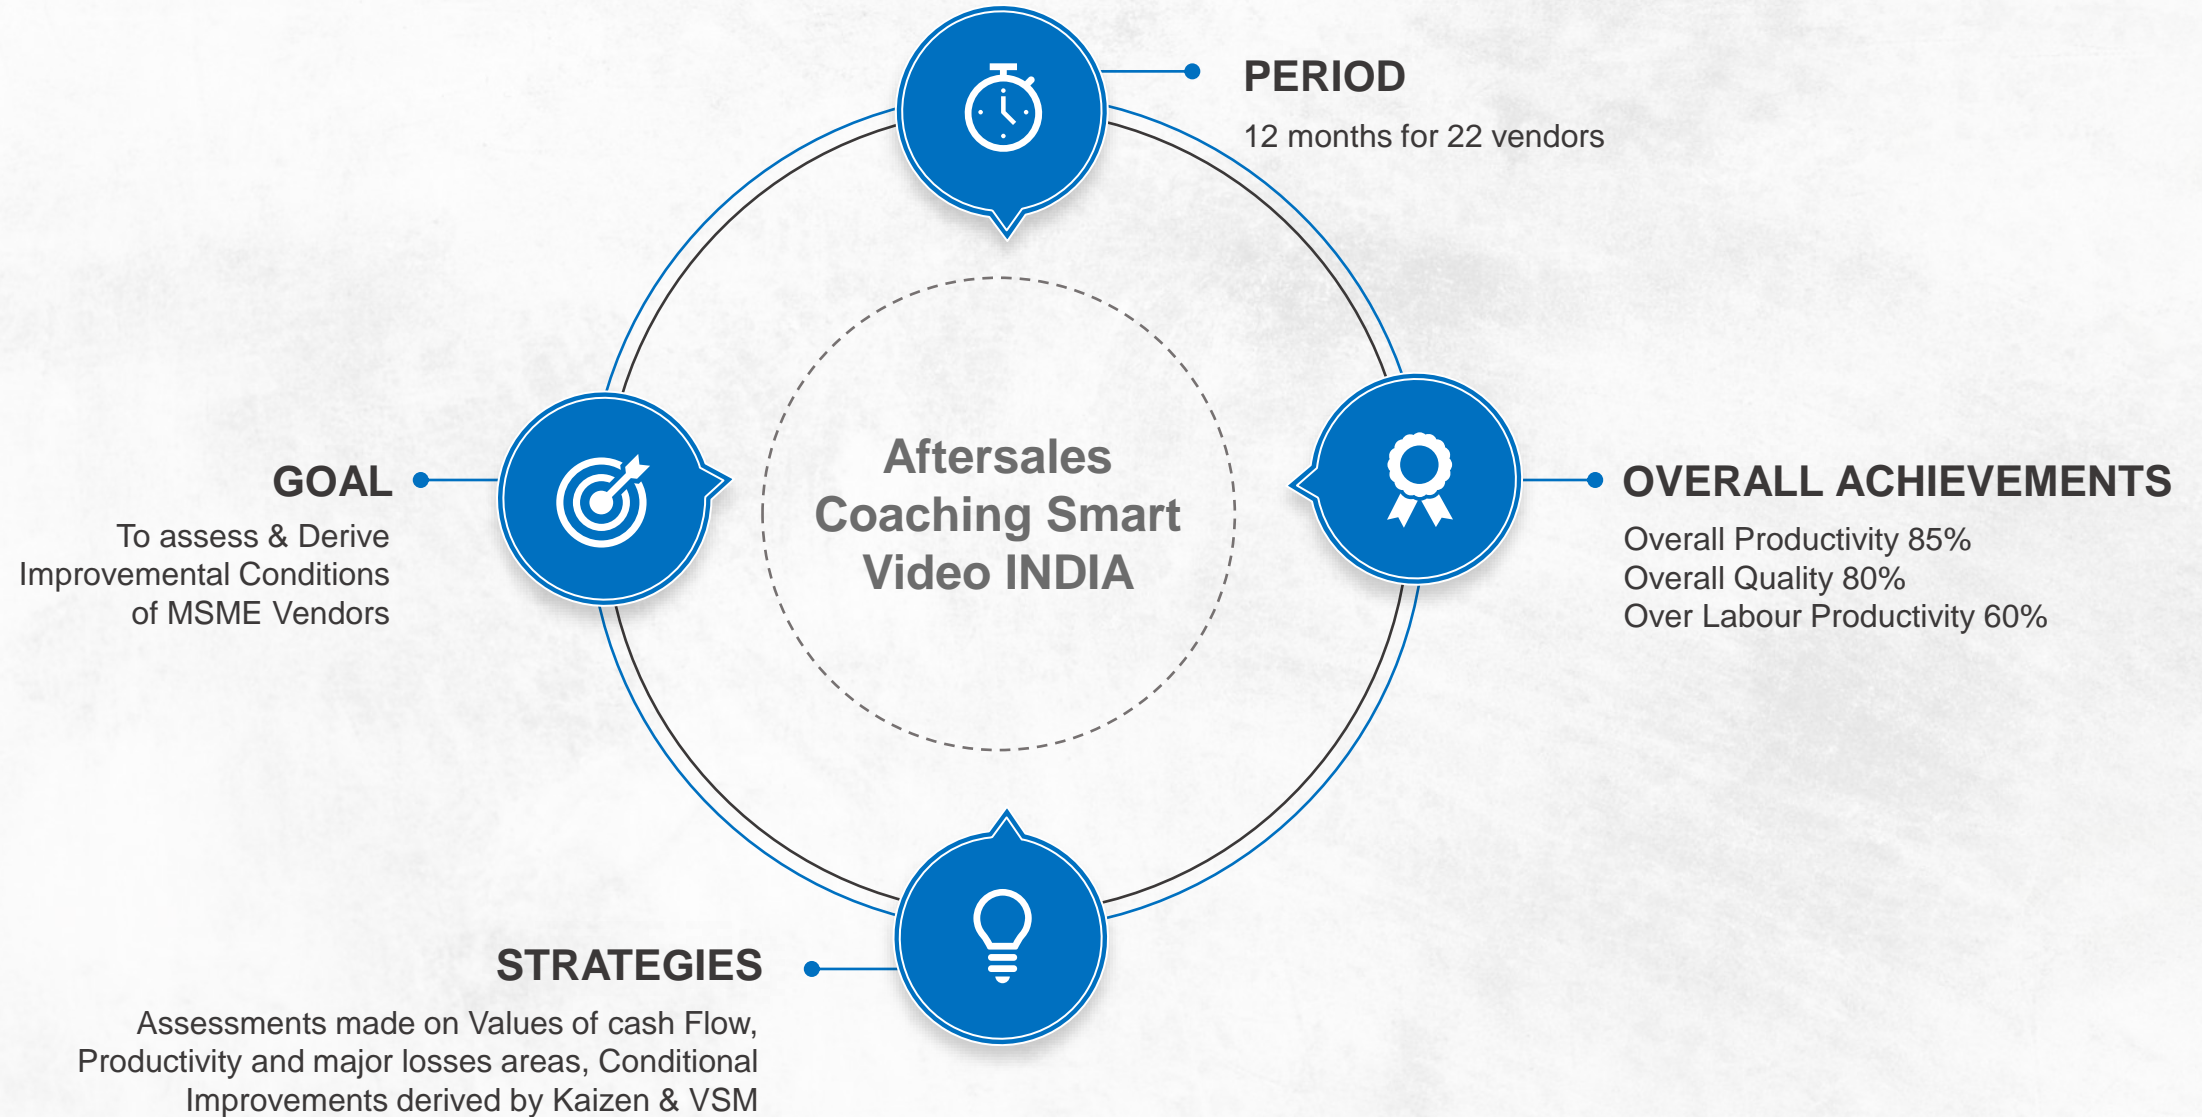 PERIOD
12 months for 22 vendors
Aftersales
Coaching Smart
Video INDIA
GOAL
To assess & Derive
Improvemental Conditions
of MSME Vendors
OVERALL ACHIEVEMENTS
Overall Productivity 85%
Overall Quality 80%
Over Labour Productivity 60%
STRATEGIES
Assessments made on Values of cash Flow,
Productivity and major losses areas, Conditional
Improvements derived by Kaizen & VSM